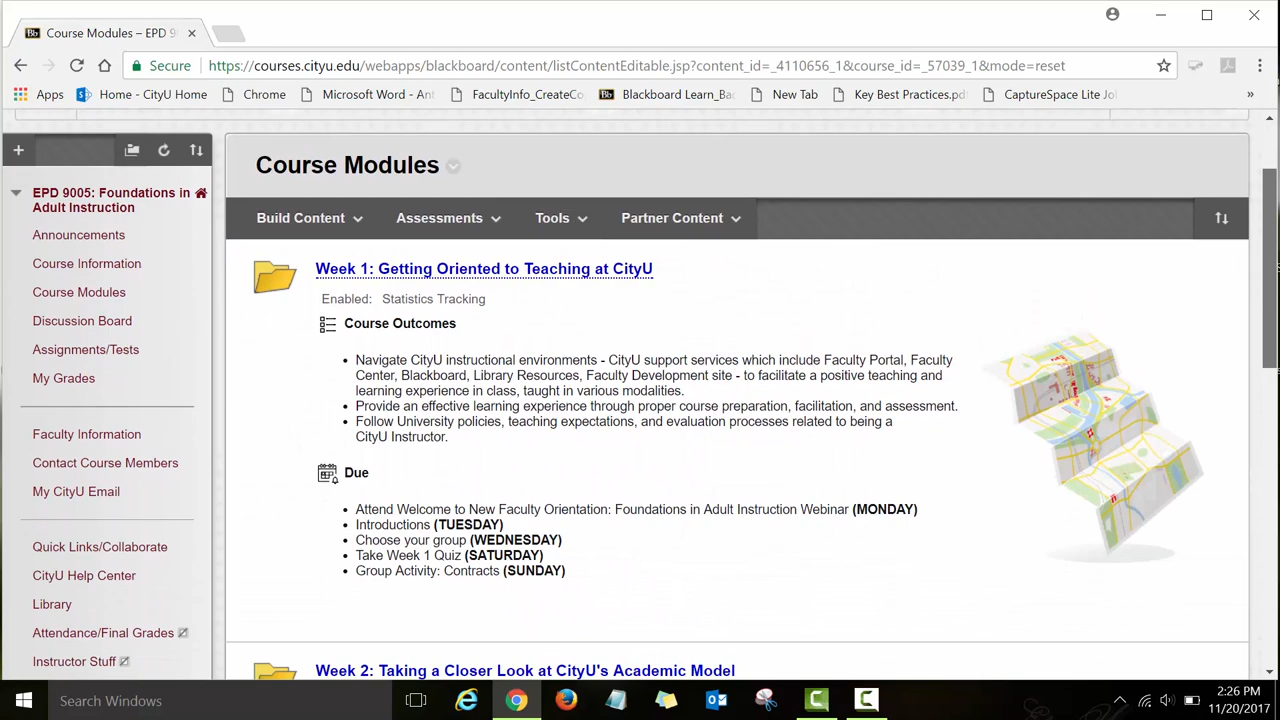 Course Modules – EPD 9
Secure
https://courses.cityu.edu/webapps/blackboard/content/listContentEditable.jsp?content_id=_4110656_1&course_id=_57039_1&mode=reset
Apps Home - CityU Home Chrome Microsoft Word - Ant FacultyInfo_CreateCo Blackboard Learn_Ba New Tab Key Best Practices.pdf CaptureSpace Lite Jo »
EPD 9005: Foundations in
Adult Instruction
Announcements
Course Information
Course Modules
Discussion Board
Assignments/Tests
My Grades
Faculty Information
Contact Course Members
My CityU Email
Quick Links/Collaborate
CityU Help Center
Library
Attendance/Final Grades
Instructor Stuff
Course Modules
Build Content Assessments Tools Partner Content
Week 1: Getting Oriented to Teaching at CityU
Enabled: Statistics Tracking
Course Outcomes
• Navigate CityU instructional environments - CityU support services which include Faculty Portal, Faculty
Center, Blackboard, Library Resources, Faculty Development site - to facilitate a positive teaching and
learning experience in class, taught in various modalities.
• Provide an effective learning experience through proper course preparation, facilitation, and assessment.
• Follow University policies, teaching expectations, and evaluation processes related to being a
CityU Instructor.
Due
• Attend Welcome to New Faculty Orientation: Foundations in Adult Instruction Webinar (MONDAY)
• Introductions (TUESDAY)
• Choose your group (WEDNESDAY)
• Take Week 1 Quiz (SATURDAY)
• Group Activity: Contracts (SUNDAY)
Week 2: Taking a Closer Look at CityU's Academic Model
Search Windows
2:26 PM
11/20/2017